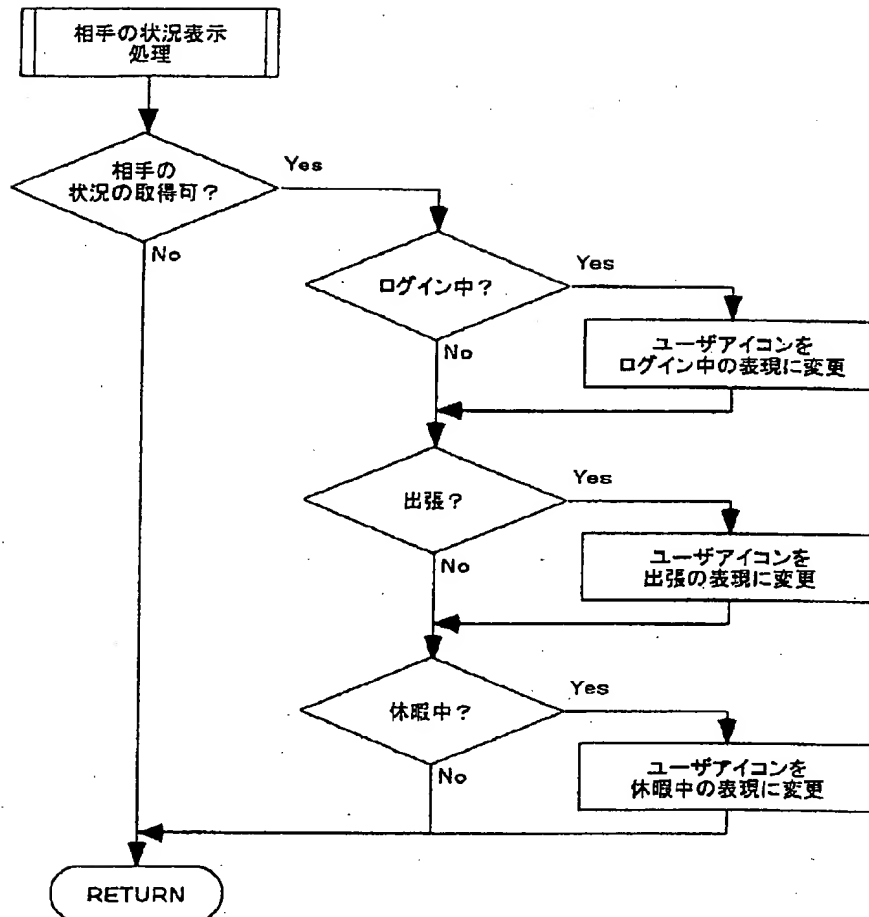 相手の状況表示
処理
相手の
状況の取得可？
Yes
No
ログイン中？
Yes
No
ユーザアイコンを
ログイン中の表現に変更
出張？
Yes
No
ユーザアイコンを
出張の表現に変更
休暇中？
Yes
No
ユーザアイコンを
休暇中の表現に変更
RETURN